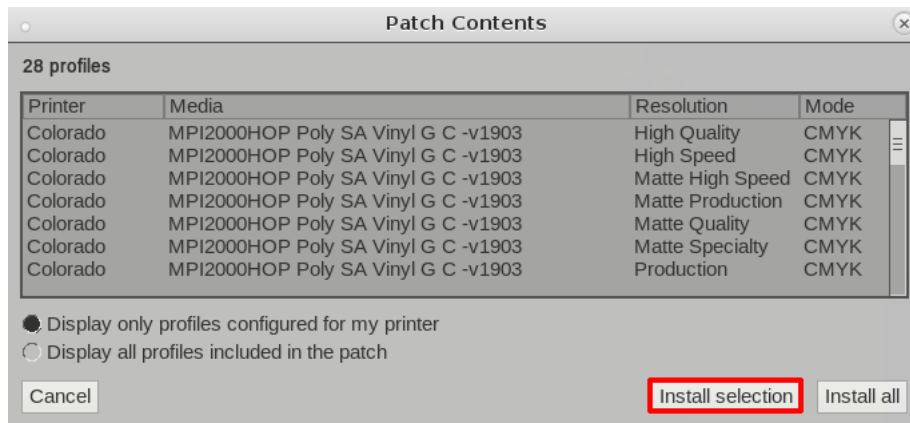 Patch Contents
28 profiles
Printer Media Resolution Mode
Colorado MPI2000HOP Poly SA Vinyl G C -v1903 High Quality CMYK
Colorado MPI2000HOP Poly SA Vinyl G C -v1903 High Speed CMYK
Colorado MPI2000HOP Poly SA Vinyl G C -v1903 Matte High Speed CMYK
Colorado MPI2000HOP Poly SA Vinyl G C -v1903 Matte Production CMYK
Colorado MPI2000HOP Poly SA Vinyl G C -v1903 Matte Quality CMYK
Colorado MPI2000HOP Poly SA Vinyl G C -v1903 Matte Specialty CMYK
Colorado MPI2000HOP Poly SA Vinyl G C -v1903 Production CMYK
Display only profiles configured for my printer
Display all profiles included in the patch
Cancel Install selection Install all